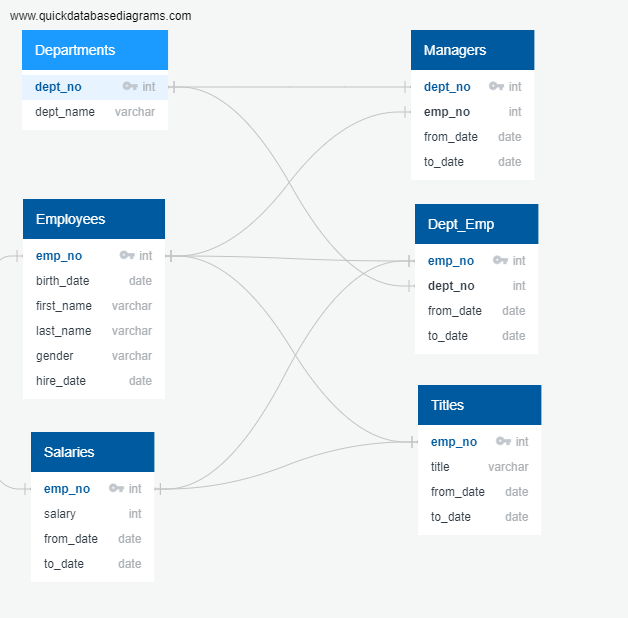 www.quickdatabasediagrams.com
Departments
dept_no int
dept_name varchar
Managers
dept_no int
emp_no int
from_date date
to_date date
Employees
emp_no int
birth_date date
first_name varchar
last_name varchar
gender varchar
hire_date date
Dept_Emp
emp_no int
dept_no int
from_date date
to_date date
Salaries
emp_no int
salary int
from_date date
to_date date
Titles
emp_no int
title varchar
from_date date
to_date date